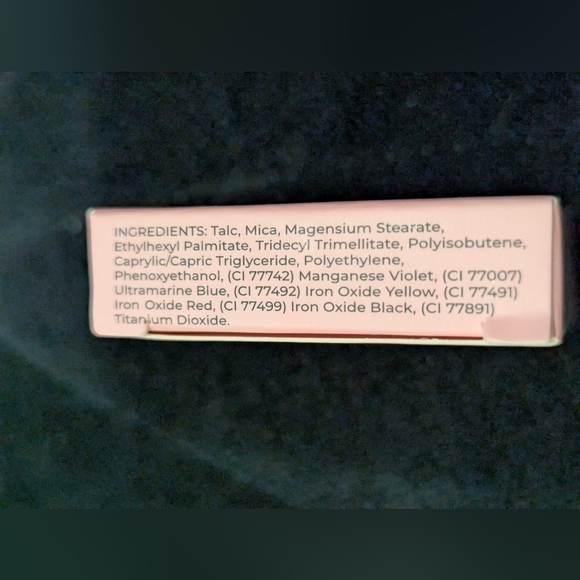 INGREDIENTS: Talc, Mica, Magensium Stearate,
Ethylhexyl Palmitate, Tridecyl Trimellitate, Polyisobutene,
Caprylic/Capric Triglyceride, Polyethylene,
Phenoxyethanol, (CI 77742) Manganese Violet, (CI 77007)
Ultramarine Blue, (CI 77492) Iron Oxide Yellow, (CI 77491)
Iron Oxide Red, (CI 77499) Iron Oxide Black, (CI 77891)
Titanium Dioxide.